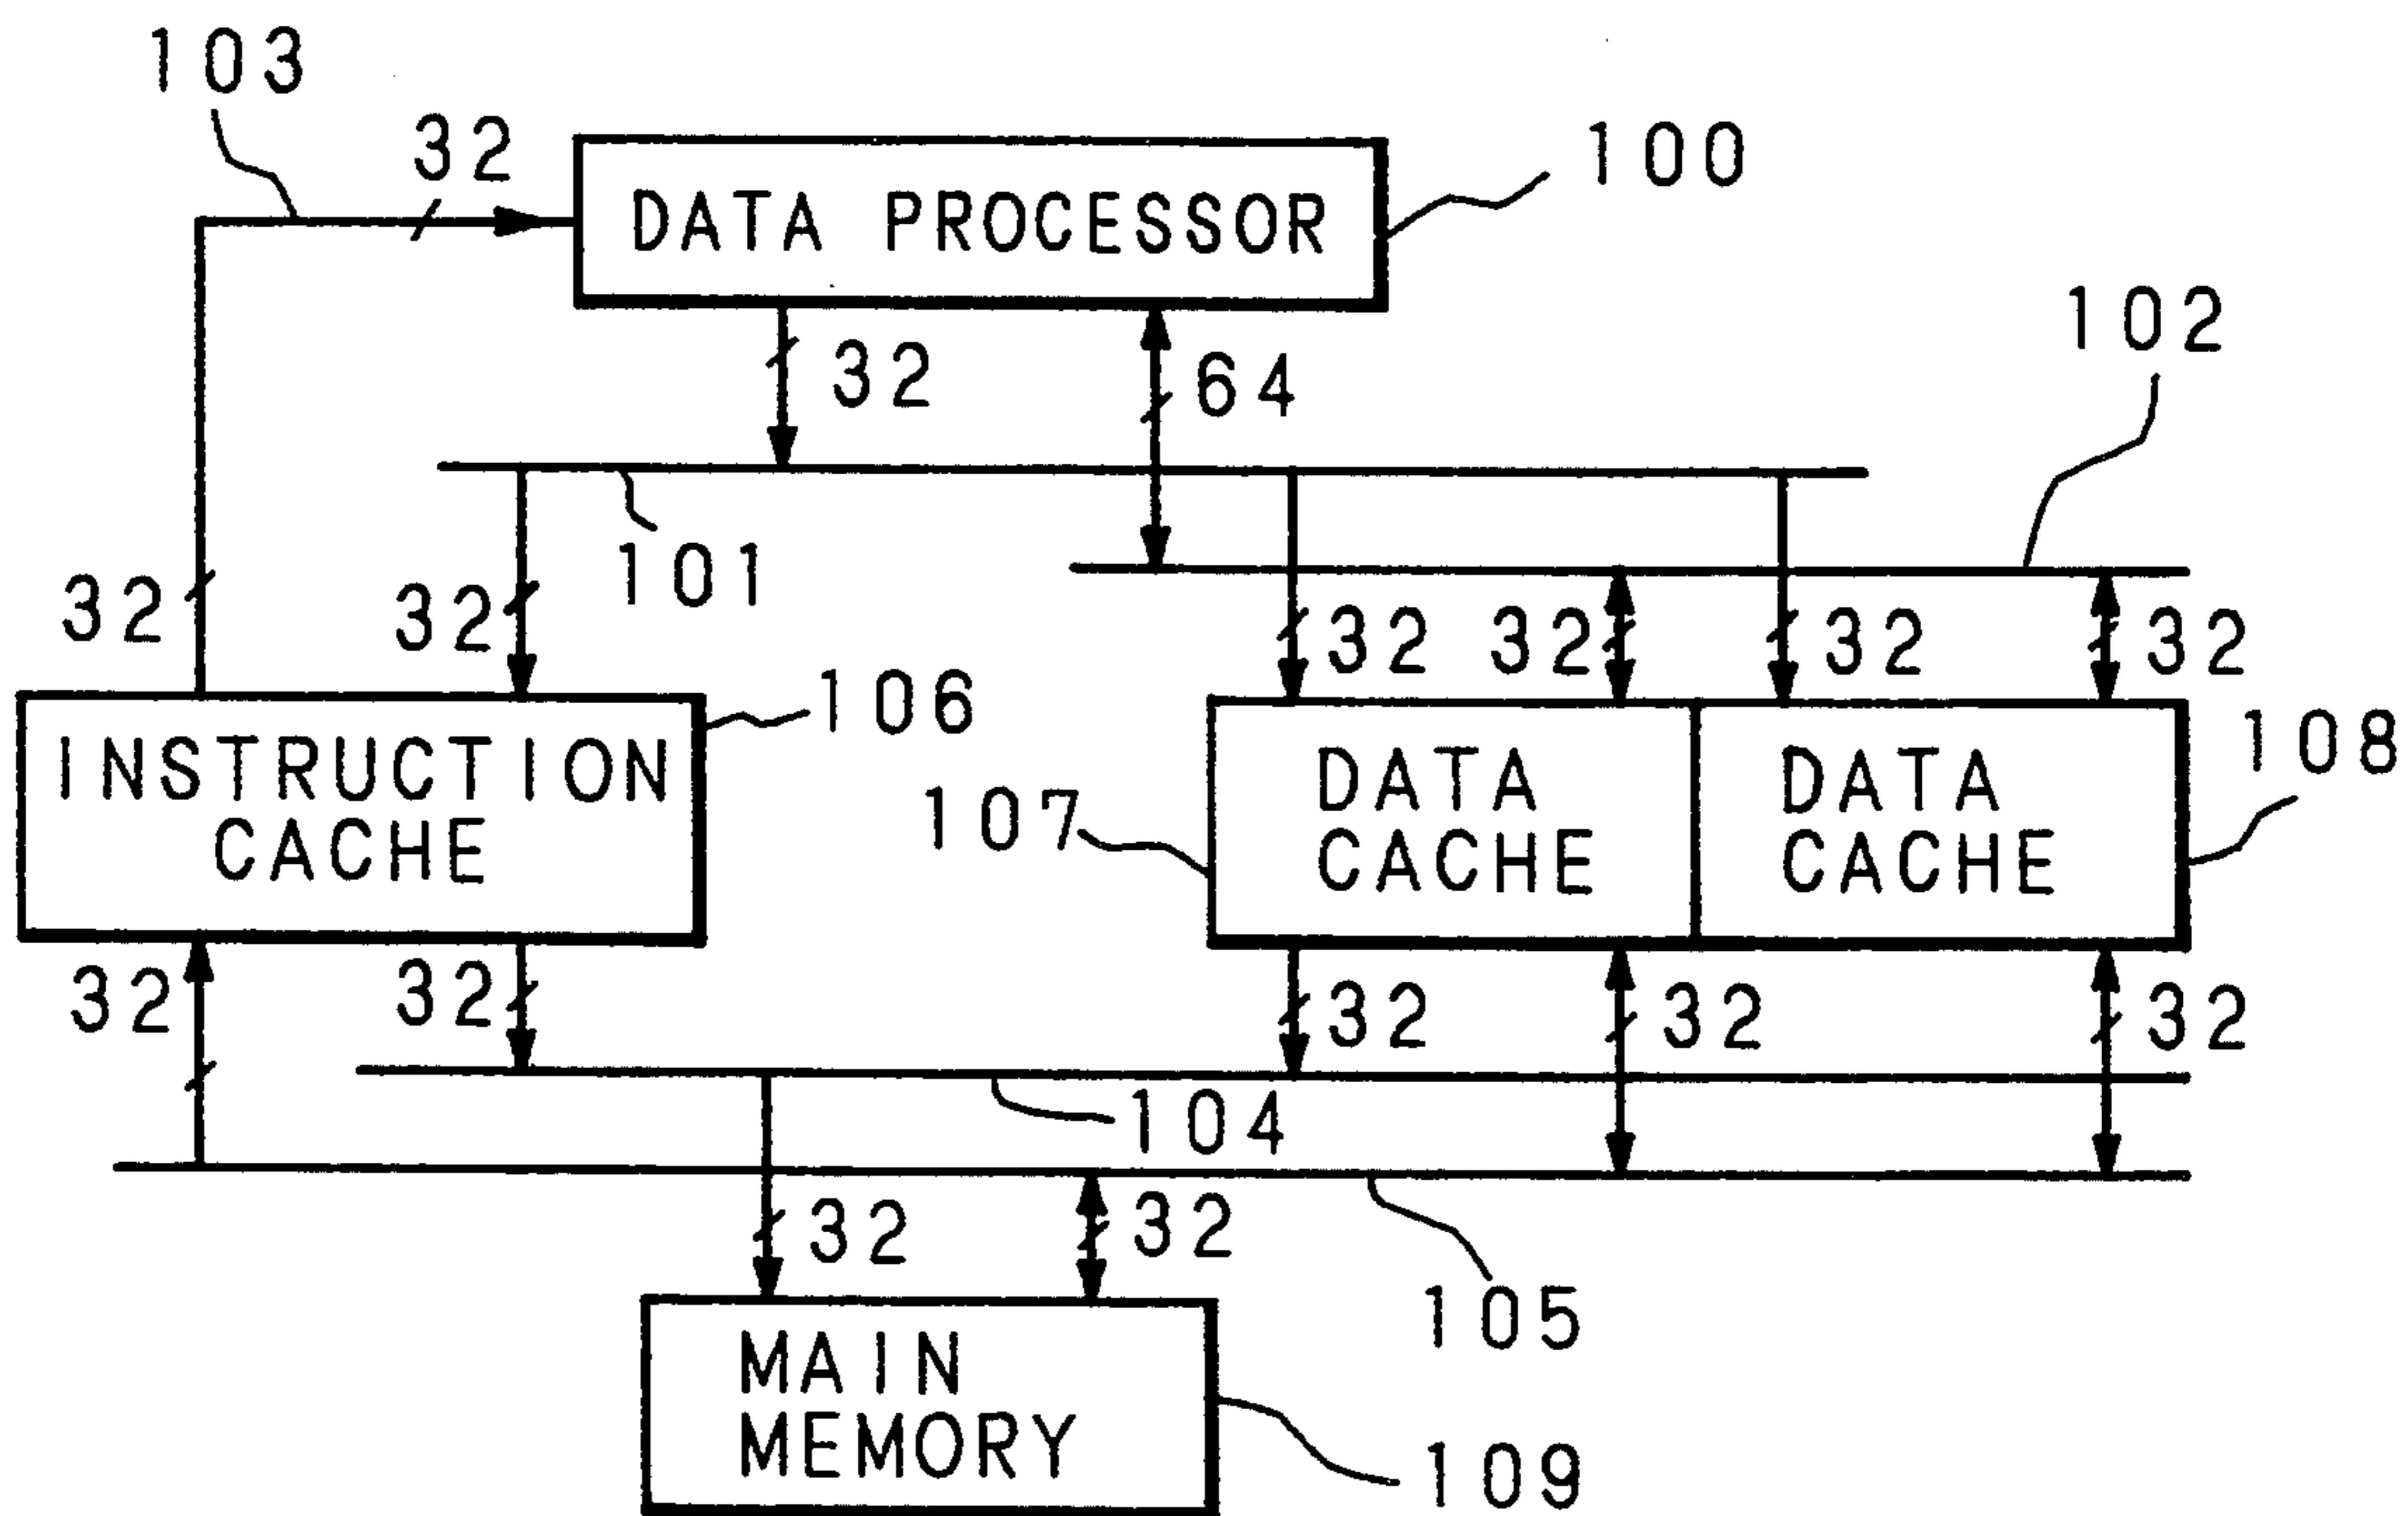 103
32
100
DATA PROCESSOR
102
32
64
101
32
32
32
32
32
32
106
108
INSTRUCTION
CACHE
107
DATA
CACHE
DATA
CACHE
32
32
32
32
32
104
32
32
105
MAIN
MEMORY
109